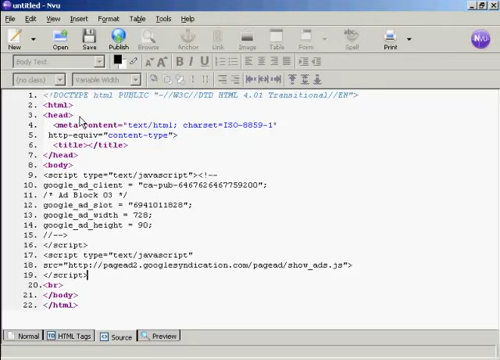 untitled - Nvu
File Edit View Insert Format Table Tools Help
New Open Save Publish Browse Anchor Link Image Table Form Spell Print Nvu
Body Text B I U
(no class) Variable Width
1. <!DOCTYPE html PUBLIC "-//W3C//DTD HTML 4.01 Transitional//EN">
2. <html>
3. <head>
4. <meta content="text/html; charset=ISO-8859-1"
5. http-equiv="content-type">
6. <title></title>
7. </head>
8. <body>
9. <script type="text/javascript"><!--
10. google_ad_client = "ca-pub-6467626467759200";
11. /* Ad Block 03 */
12. google_ad_slot = "6941011828";
13. google_ad_width = 728;
14. google_ad_height = 90;
15. //-->
16. </script>
17. <script type="text/javascript"
18. src="http://pagead2.googlesyndication.com/pagead/show_ads.js">
19. </script>
20. <br>
21. </body>
22. </html>
Normal HTML Tags Source Preview